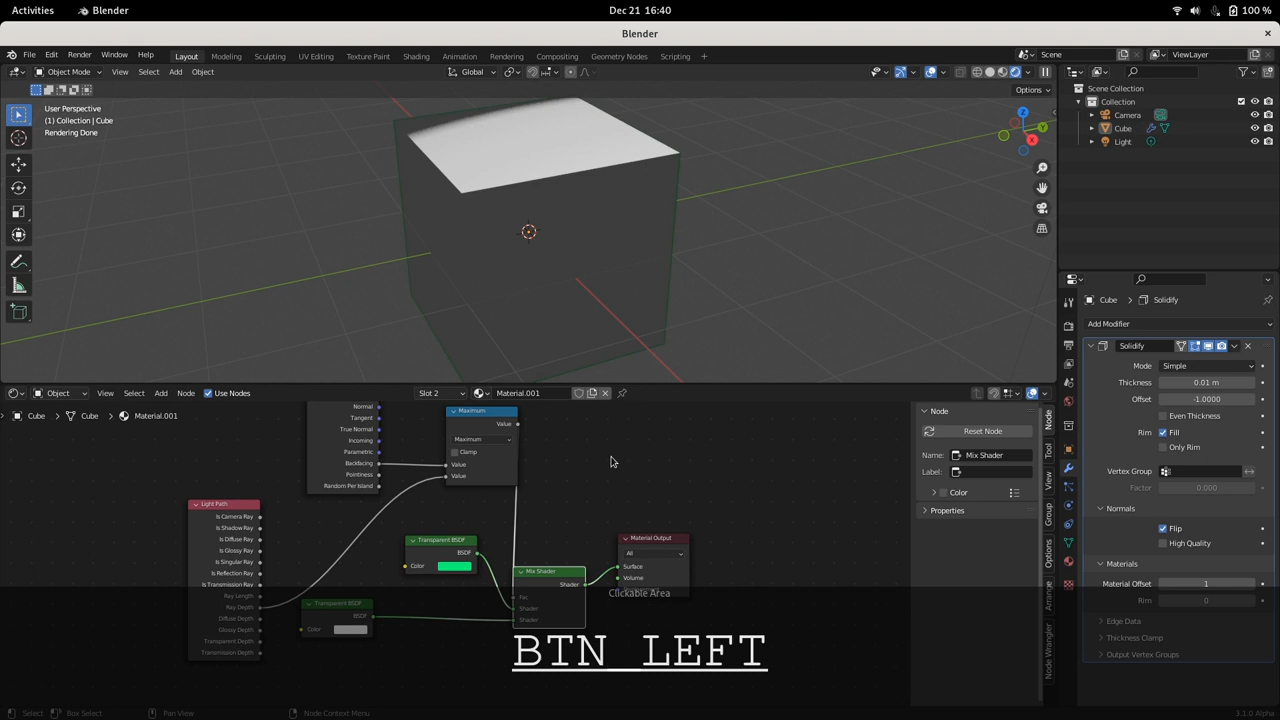 Activities Blender Dec 21 16:40 100 %
Blender
File Edit Render Window Help Layout Modeling Sculpting UV Editing Texture Paint Shading Animation Rendering Compositing Geometry Nodes Scripting Scene ViewLayer
Object Mode View Select Add Object Global
Options
User Perspective
(1) Collection | Cube
Rendering Done
Z
Y
X
Scene Collection
Collection
Camera
Cube
Light
Cube Solidify
Add Modifier
Solidify
Mode Simple
Thickness 0.01 m
Offset -1.0000
Even Thickness
Rim Fill
Only Rim
Vertex Group
Factor 0.000
Normals
Flip
High Quality
Materials
Material Offset 1
Rim 0
Edge Data
Thickness Clamp
Output Vertex Groups
Object View Select Add Node Use Nodes Slot 2 Material.001
Cube Cube Material.001
Normal
Tangent
True Normal
Incoming
Parametric
Backfacing
Pointiness
Random Per Island
Maximum
Value
Maximum
Clamp
Value
Value
Light Path
Is Camera Ray
Is Shadow Ray
Is Diffuse Ray
Is Glossy Ray
Is Singular Ray
Is Reflection Ray
Is Transmission Ray
Ray Length
Ray Depth
Diffuse Depth
Glossy Depth
Transparent Depth
Transmission Depth
Transparent BSDF
BSDF
Color
Transparent BSDF
BSDF
Color
Mix Shader
Shader
Fac
Shader
Shader
Material Output
All
Surface
Volume
Clickable Area
BTN_LEFT
Node
Reset Node
Name: Mix Shader
Label:
Color
Properties
Node
Tool
View
Group
Options
Arrange
Node Wrangler
Select Box Select Pan View Node Context Menu 3.1.0 Alpha